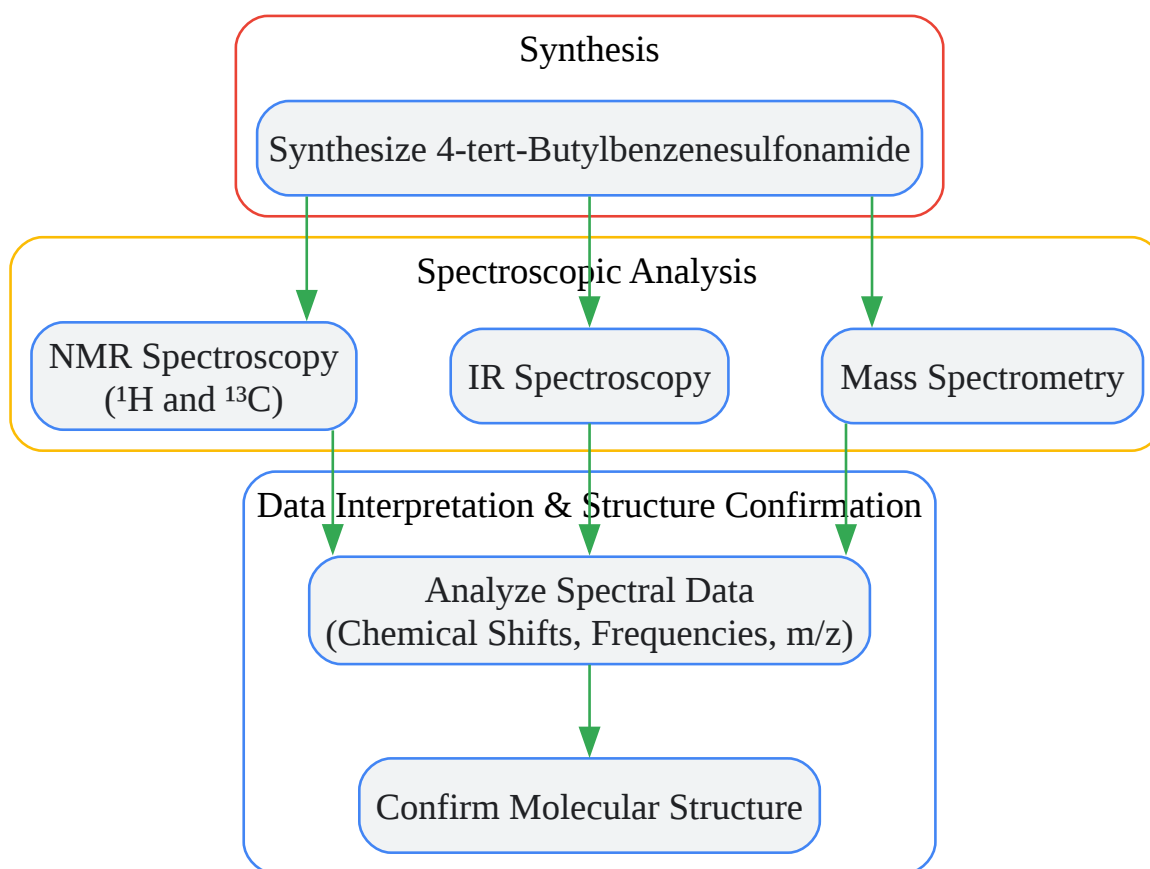 Synthesis
Synthesize 4-tert-Butylbenzenesulfonamide
Spectroscopic Analysis
NMR Spectroscopy
(¹H and ¹³C)
IR Spectroscopy
Mass Spectrometry
Data Interpretation & Structure Confirmation
Analyze Spectral Data
(Chemical Shifts, Frequencies, m/z)
Confirm Molecular Structure